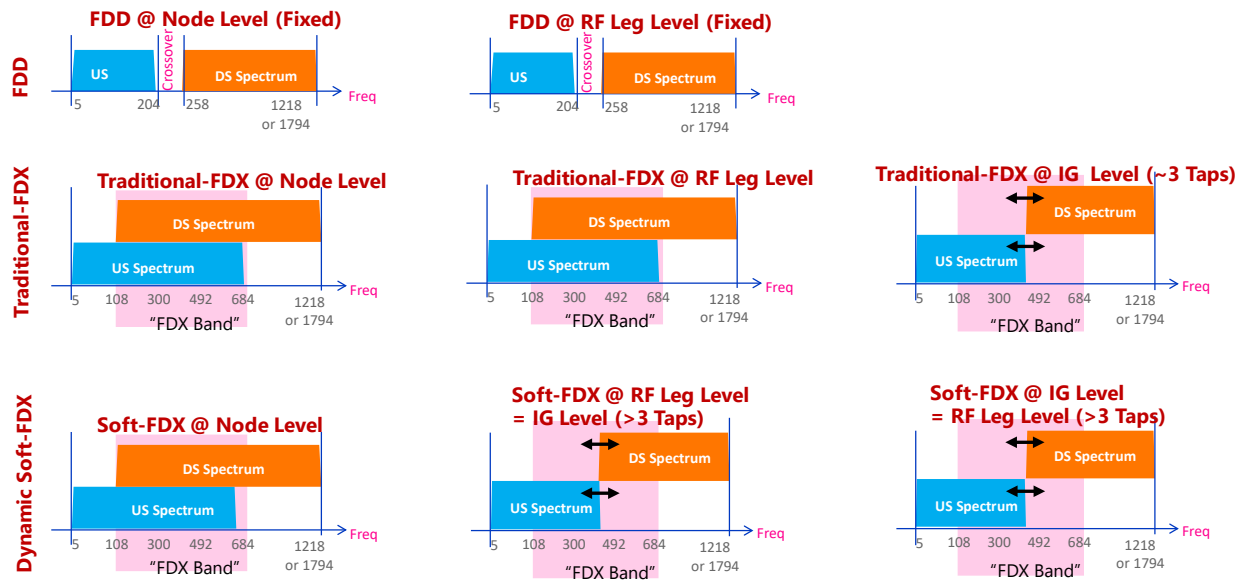 FDD
FDD @ Node Level (Fixed)
US
Crossover
DS Spectrum
Freq
5
204
258
1218
or 1794
FDD @ RF Leg Level (Fixed)
US
Crossover
DS Spectrum
Freq
5
204
258
1218
or 1794
Traditional-FDX
Traditional-FDX @ Node Level
DS Spectrum
US Spectrum
Freq
5 108 300 492 684 1218
or 1794
“FDX Band”
Traditional-FDX @ RF Leg Level
DS Spectrum
US Spectrum
Freq
5 108 300 492 684 1218
or 1794
“FDX Band”
Traditional-FDX @ IG Level (~3 Taps)
DS Spectrum
US Spectrum
Freq
5 108 300 492 684 1218
or 1794
“FDX Band”
Dynamic Soft-FDX
Soft-FDX @ Node Level
DS Spectrum
US Spectrum
Freq
5 108 300 492 684 1218
or 1794
“FDX Band”
Soft-FDX @ RF Leg Level
= IG Level (>3 Taps)
DS Spectrum
US Spectrum
Freq
5 108 300 492 684 1218
or 1794
“FDX Band”
Soft-FDX @ IG Level
= RF Leg Level (>3 Taps)
DS Spectrum
US Spectrum
Freq
5 108 300 492 684 1218
or 1794
“FDX Band”